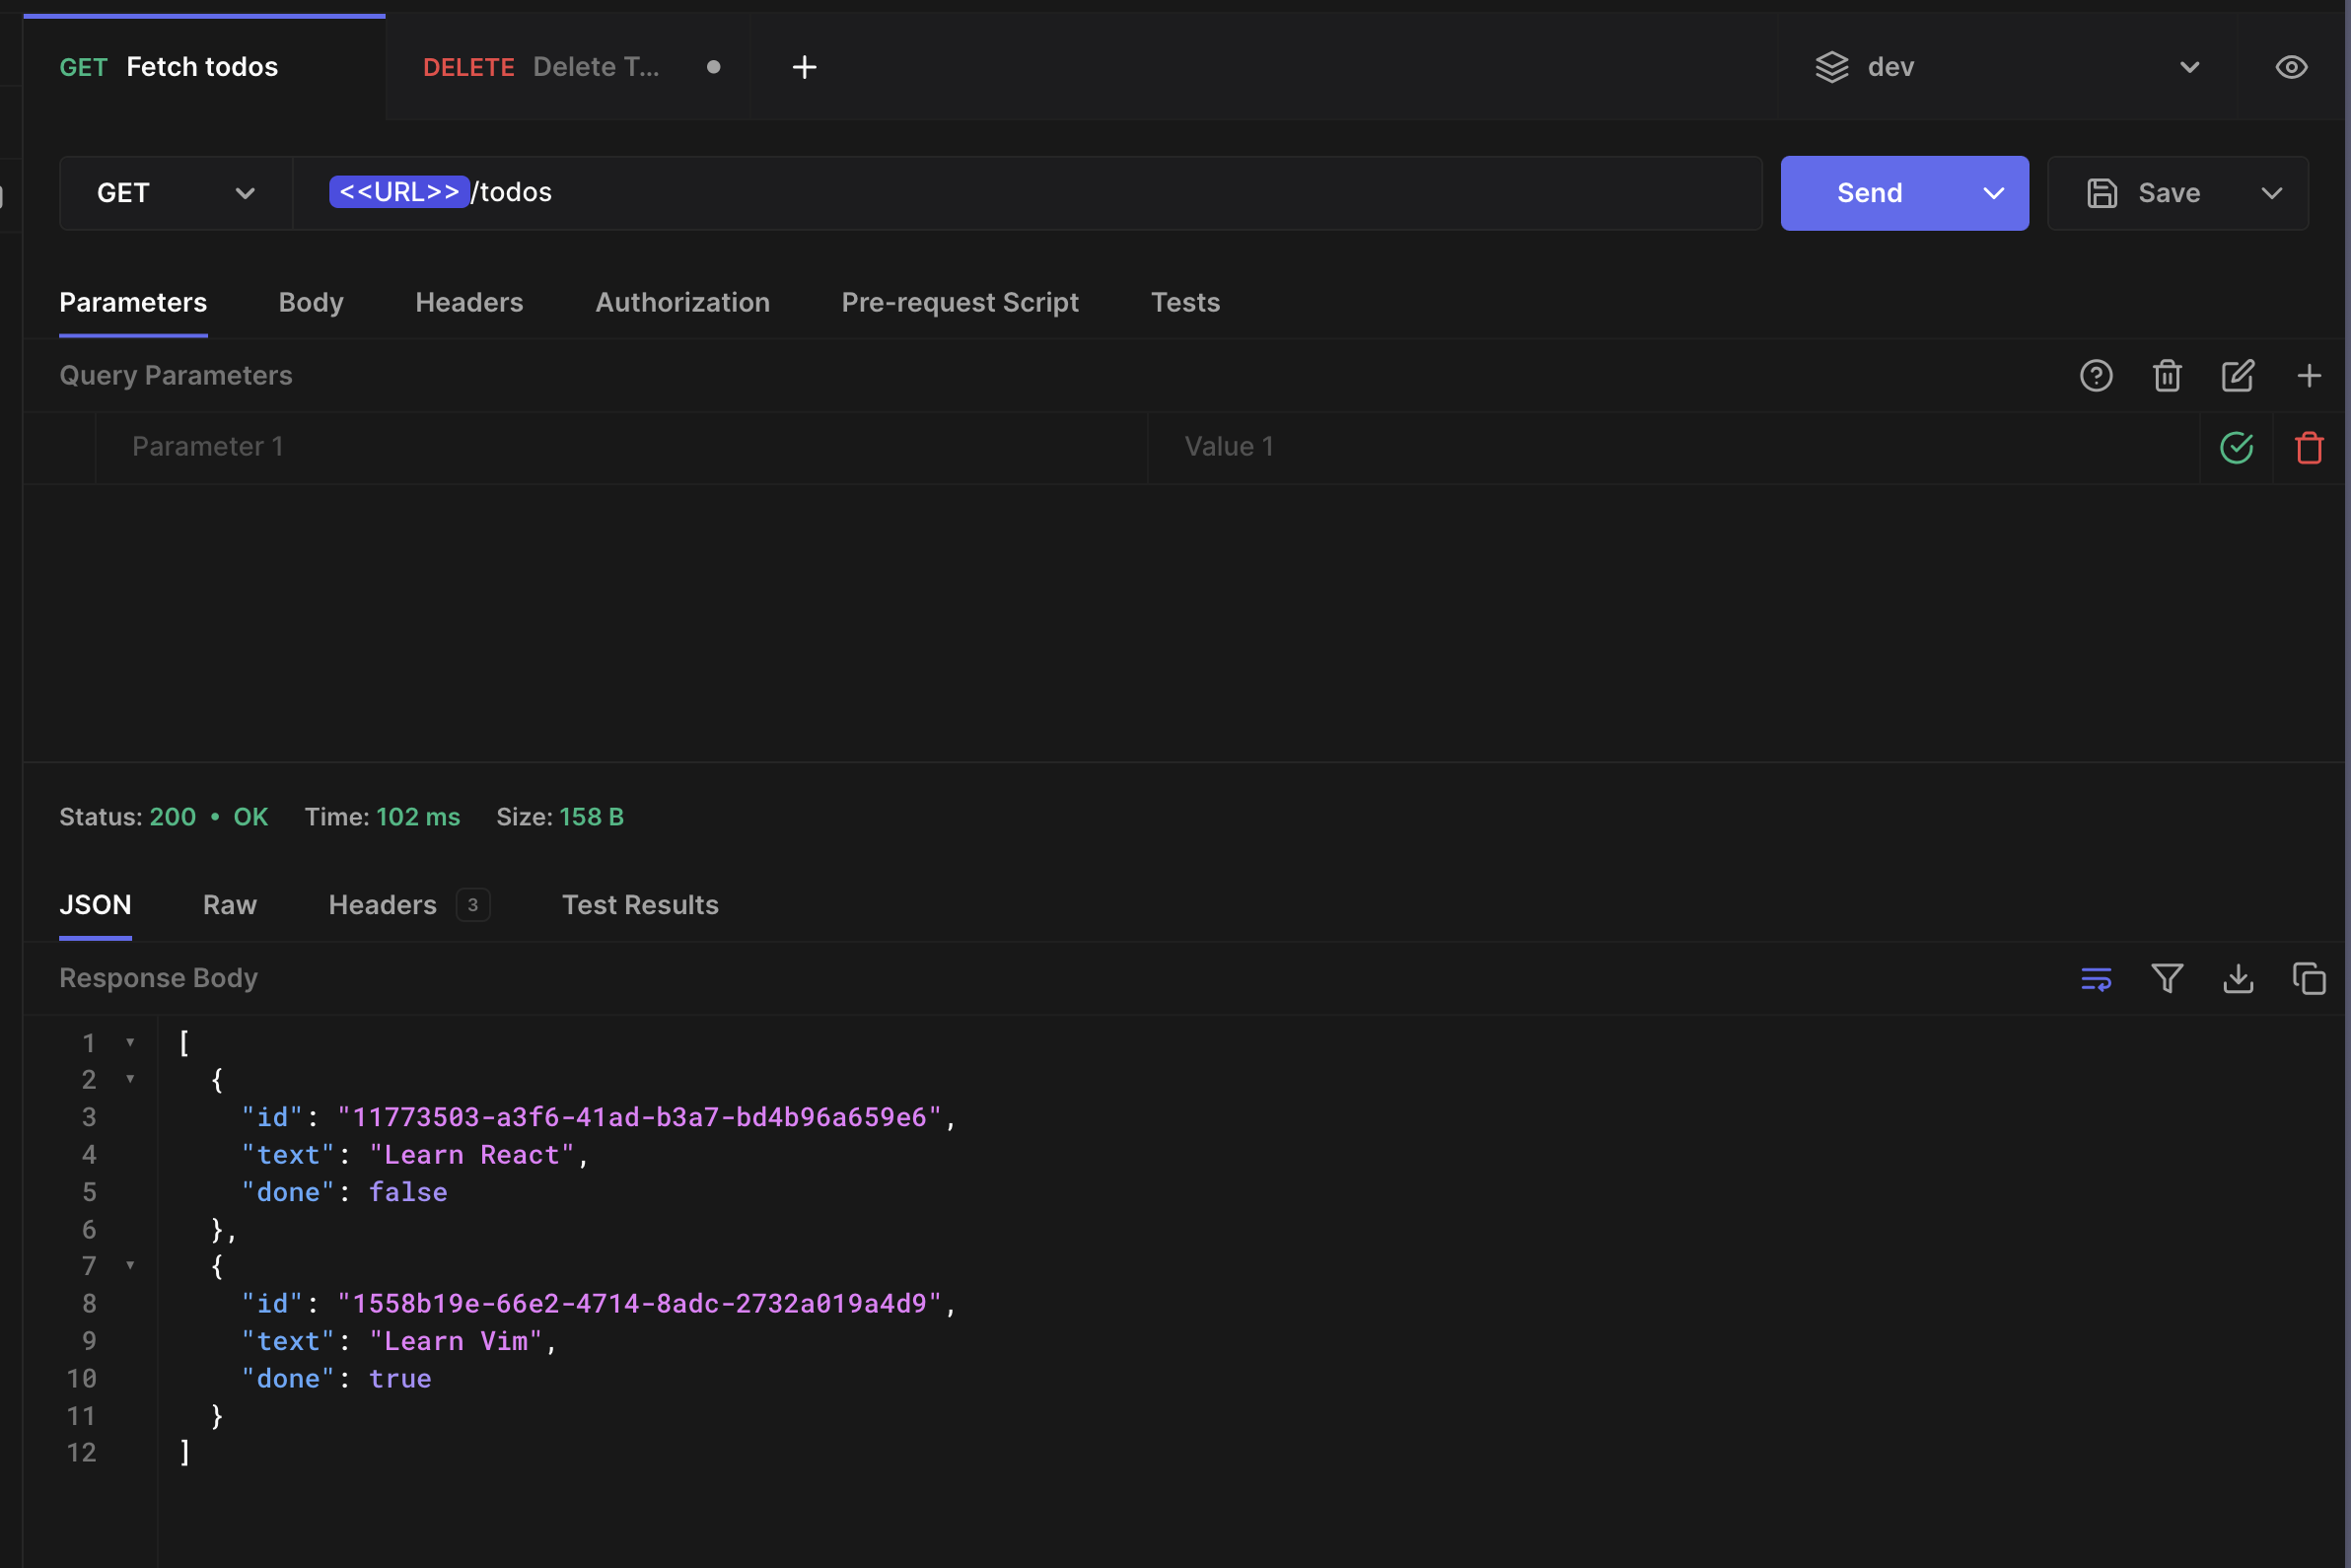 GET Fetch todos DELETE Delete T... dev
GET <<URL>>/todos Send Save
Parameters Body Headers Authorization Pre-request Script Tests
Query Parameters
Parameter 1 Value 1
Status: 200 • OK Time: 102 ms Size: 158 B
JSON Raw Headers 3 Test Results
Response Body
1 [
2 {
3 "id": "11773503-a3f6-41ad-b3a7-bd4b96a659e6",
4 "text": "Learn React",
5 "done": false
6 },
7 {
8 "id": "1558b19e-66e2-4714-8adc-2732a019a4d9",
9 "text": "Learn Vim",
10 "done": true
11 }
12 ]